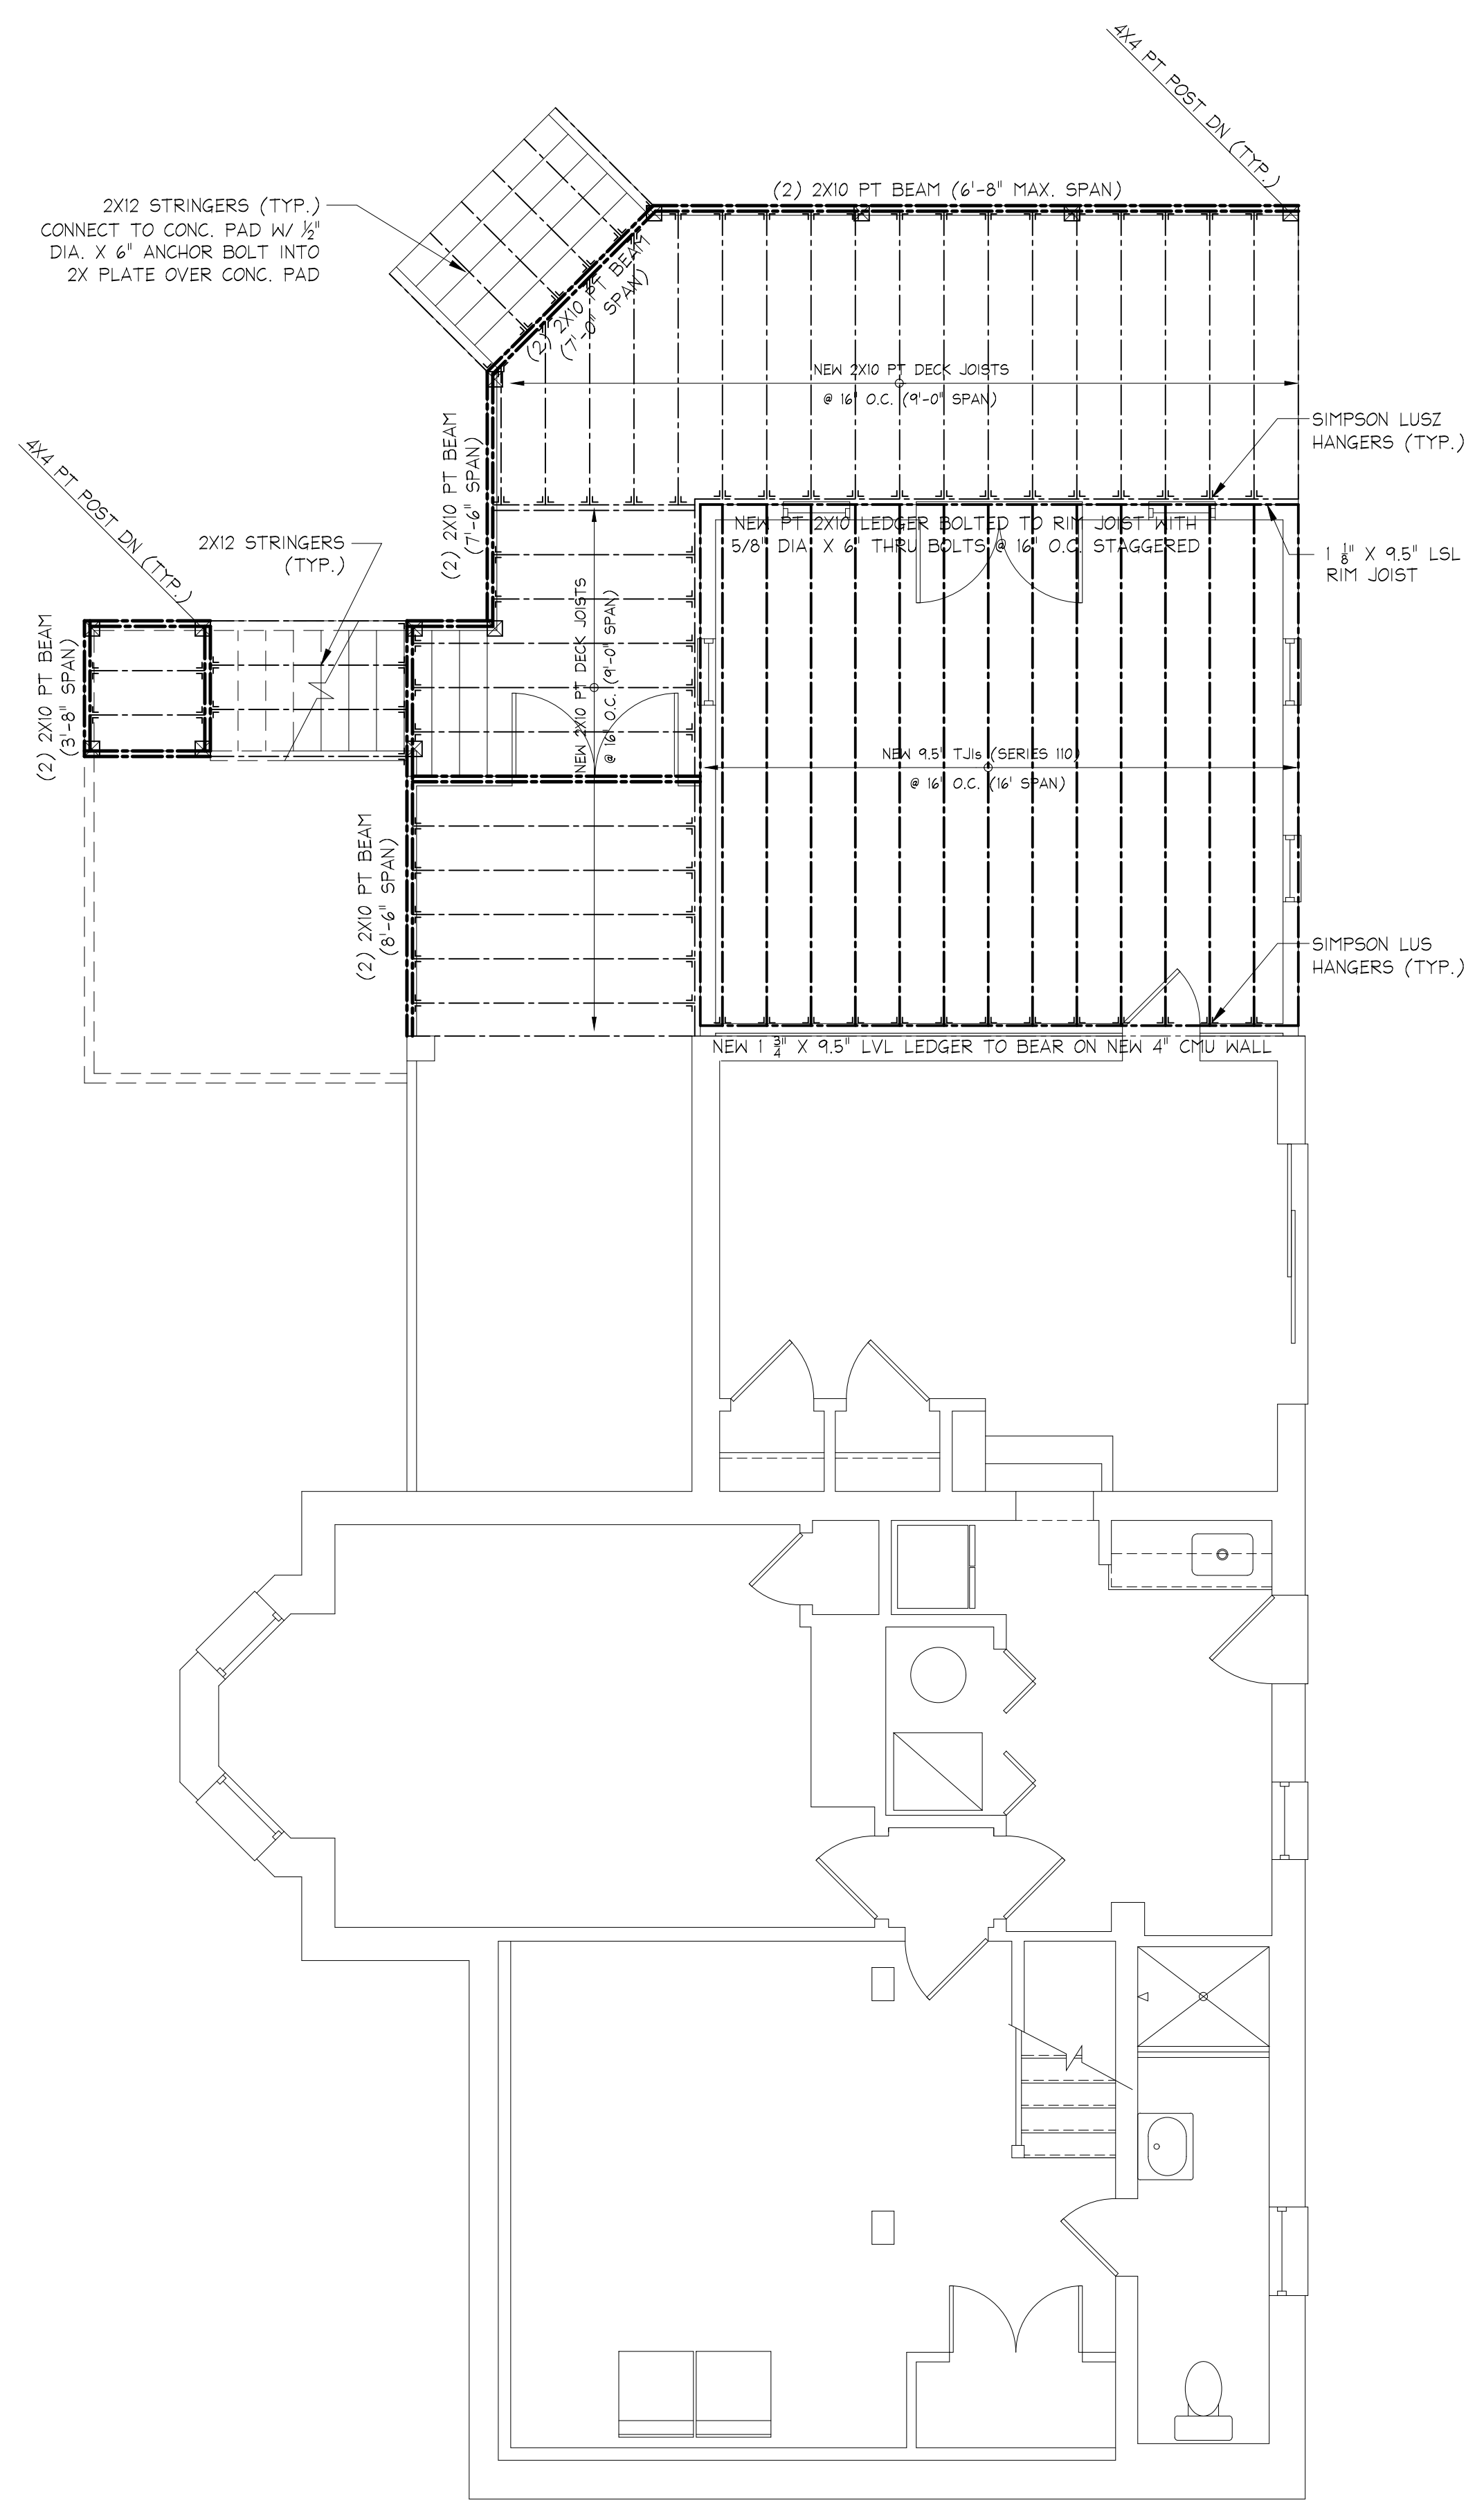 4X4 PT POST DN (TYP.)
(2) 2X10 PT BEAM (6'-8" MAX. SPAN)
2X12 STRINGERS (TYP.)
CONNECT TO CONC. PAD W/ ½"
DIA. X 6" ANCHOR BOLT INTO
2X PLATE OVER CONC. PAD
(2) 2X10 PT BEAM
(7'-0" SPAN)
NEW 2X10 PT DECK JOISTS
@ 16" O.C. (9'-0" SPAN)
SIMPSON LUSZ
HANGERS (TYP.)
(2) 2X10 PT BEAM
(7'-6" SPAN)
4X4 PT POST DN (TYP.)
2X12 STRINGERS
(TYP.)
NEW PT 2X10 LEDGER BOLTED TO RIM JOIST WITH
5/8" DIA. X 6" THRU BOLTS @ 16" O.C. STAGGERED
1 ⅛" X 9.5" LSL
RIM JOIST
NEW 2X10 PT DECK JOISTS
@ 16" O.C. (9'-0" SPAN)
(2) 2X10 PT BEAM
(3'-8" SPAN)
NEW 9.5" TJIs (SERIES 110)
@ 16" O.C. (16' SPAN)
(2) 2X10 PT BEAM
(8'-6" SPAN)
SIMPSON LUS
HANGERS (TYP.)
NEW 1 ¾" X 9.5" LVL LEDGER TO BEAR ON NEW 4" CMU WALL